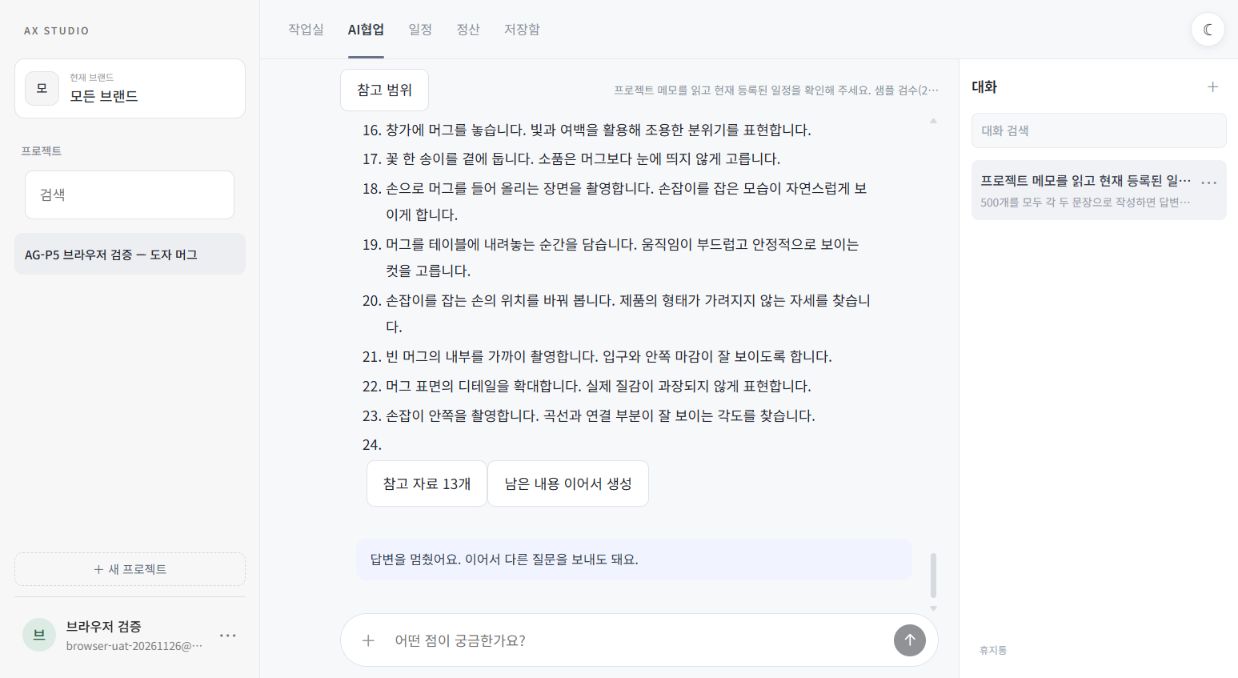 AX STUDIO
현재 브랜드
모
모든 브랜드
프로젝트
검색
AG-P5 브라우저 검증 — 도자 머그
+ 새 프로젝트
브
브라우저 검증
browser-uat-20261126@…
작업실 AI협업 일정 정산 저장함
참고 범위
프로젝트 메모를 읽고 현재 등록된 일정을 확인해 주세요. 샘플 검수(2…
16. 창가에 머그를 놓습니다. 빛과 여백을 활용해 조용한 분위기를 표현합니다.
17. 꽃 한 송이를 곁에 둡니다. 소품은 머그보다 눈에 띄지 않게 고릅니다.
18. 손으로 머그를 들어 올리는 장면을 촬영합니다. 손잡이를 잡은 모습이 자연스럽게 보
이게 합니다.
19. 머그를 테이블에 내려놓는 순간을 담습니다. 움직임이 부드럽고 안정적으로 보이는
컷을 고릅니다.
20. 손잡이를 잡는 손의 위치를 바꿔 봅니다. 제품의 형태가 가려지지 않는 자세를 찾습니
다.
21. 빈 머그의 내부를 가까이 촬영합니다. 입구와 안쪽 마감이 잘 보이도록 합니다.
22. 머그 표면의 디테일을 확대합니다. 실제 질감이 과장되지 않게 표현합니다.
23. 손잡이 안쪽을 촬영합니다. 곡선과 연결 부분이 잘 보이는 각도를 찾습니다.
24.
참고 자료 13개 남은 내용 이어서 생성
답변을 멈췄어요. 이어서 다른 질문을 보내도 돼요.
어떤 점이 궁금한가요?
대화
대화 검색
프로젝트 메모를 읽고 현재 등록된 일…
500개를 모두 각 두 문장으로 작성하면 답변…
휴지통